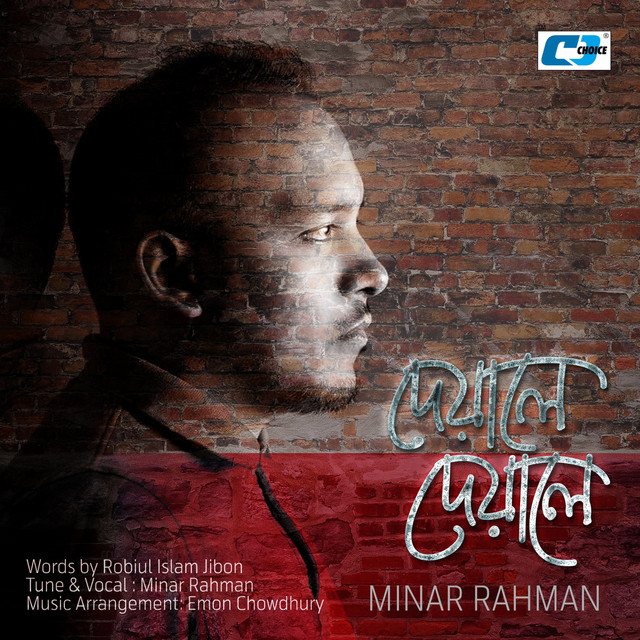 CHOICE®
দেয়ালে
দেয়ালে
Words by Robiul Islam Jibon
Tune & Vocal : Minar Rahman
Music Arrangement: Emon Chowdhury
MINAR RAHMAN